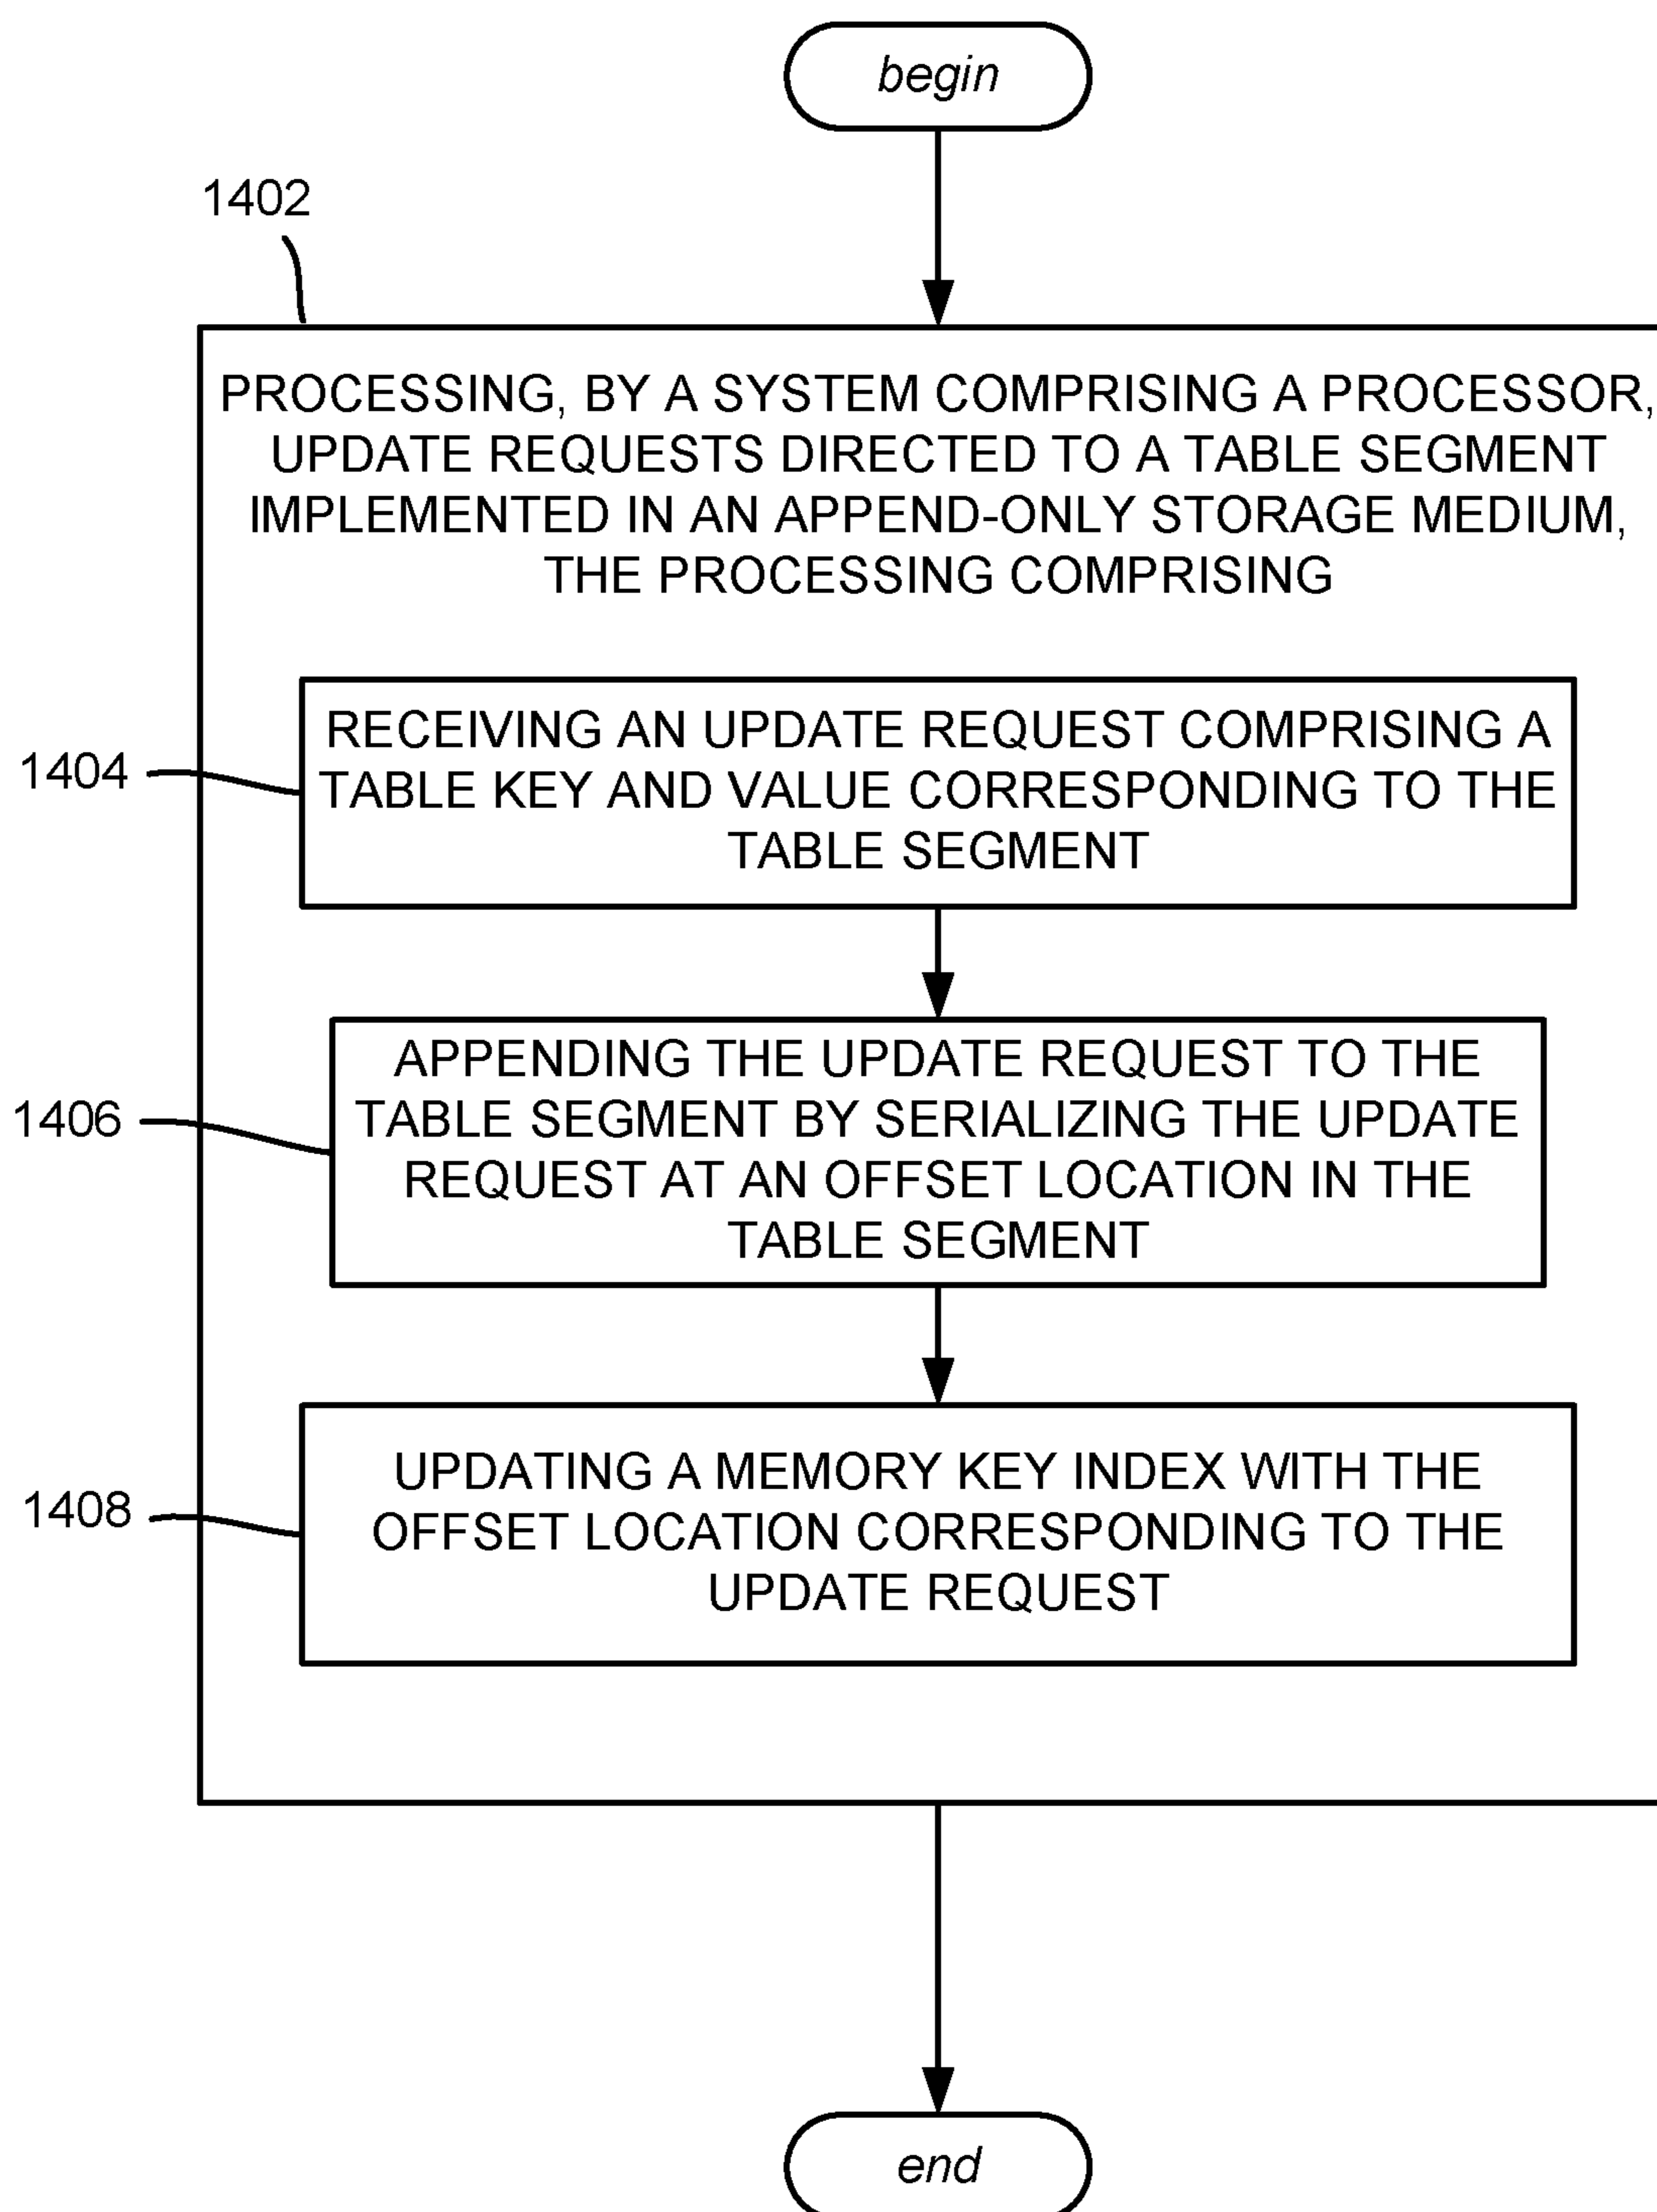 begin
1402
PROCESSING, BY A SYSTEM COMPRISING A PROCESSOR,
UPDATE REQUESTS DIRECTED TO A TABLE SEGMENT
IMPLEMENTED IN AN APPEND-ONLY STORAGE MEDIUM,
THE PROCESSING COMPRISING
1404
RECEIVING AN UPDATE REQUEST COMPRISING A
TABLE KEY AND VALUE CORRESPONDING TO THE
TABLE SEGMENT
1406
APPENDING THE UPDATE REQUEST TO THE
TABLE SEGMENT BY SERIALIZING THE UPDATE
REQUEST AT AN OFFSET LOCATION IN THE
TABLE SEGMENT
1408
UPDATING A MEMORY KEY INDEX WITH THE
OFFSET LOCATION CORRESPONDING TO THE
UPDATE REQUEST
end